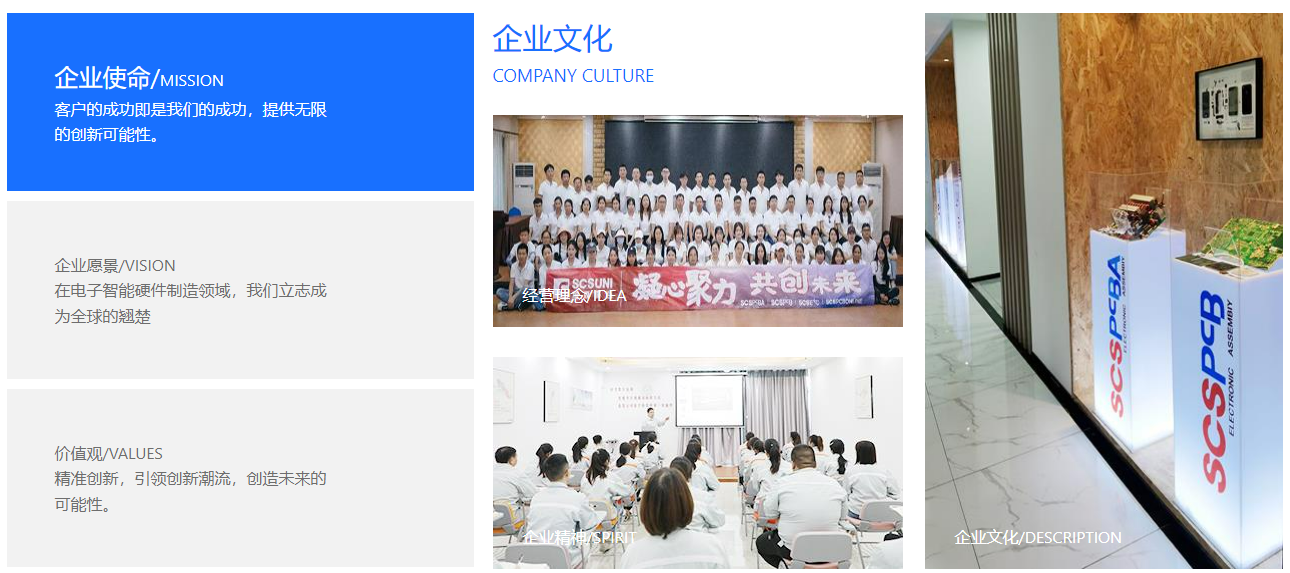 企业使命/MISSION
客户的成功即是我们的成功，提供无限
的创新可能性。
企业愿景/VISION
在电子智能硬件制造领域，我们立志成
为全球的翘楚
价值观/VALUES
精准创新，引领创新潮流，创造未来的
可能性。
企业文化
COMPANY CULTURE
SCSUNI
凝心聚力 共创未来
经营理念/IDEA
企业精神/SPIRIT
SCSPCBA
ELECTRONIC ASSEMBLY
SCSPCB
ELECTRONIC ASSEMBLY
企业文化/DESCRIPTION